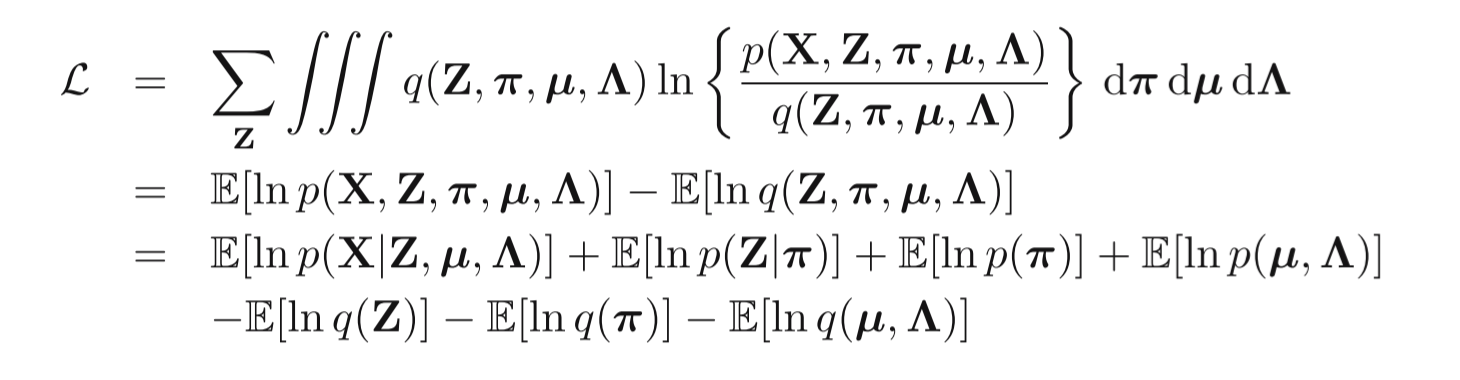 ℒ = ∑_𝐙 ∭ q(𝐙, 𝝅, 𝝁, 𝚲) ln { p(𝐗, 𝐙, 𝝅, 𝝁, 𝚲) / q(𝐙, 𝝅, 𝝁, 𝚲) } d𝝅 d𝝁 d𝚲
= 𝔼[ln p(𝐗, 𝐙, 𝝅, 𝝁, 𝚲)] − 𝔼[ln q(𝐙, 𝝅, 𝝁, 𝚲)]
= 𝔼[ln p(𝐗|𝐙, 𝝁, 𝚲)] + 𝔼[ln p(𝐙|𝝅)] + 𝔼[ln p(𝝅)] + 𝔼[ln p(𝝁, 𝚲)]
−𝔼[ln q(𝐙)] − 𝔼[ln q(𝝅)] − 𝔼[ln q(𝝁, 𝚲)]